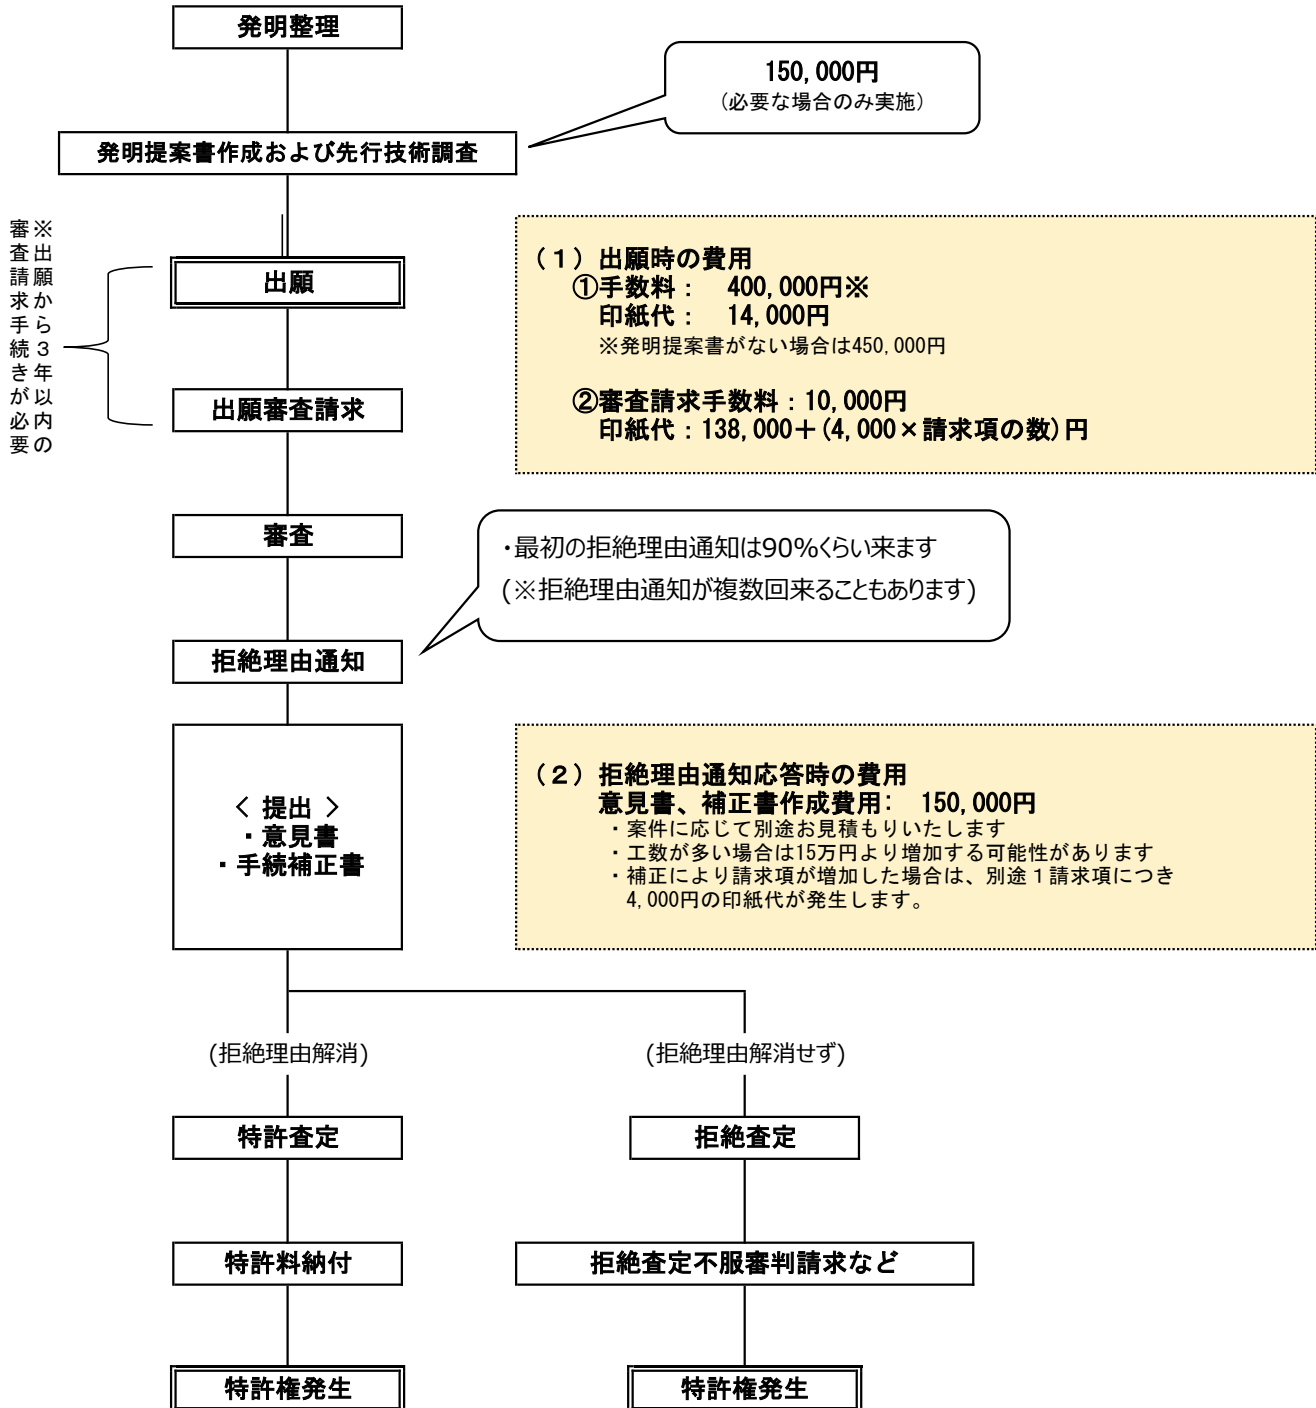 発明整理
150,000円
（必要な場合のみ実施）
発明提案書作成および先行技術調査
※出願から３年以内の
審査請求手続きが必要
出願
（１）出願時の費用
①手数料：　400,000円※
印紙代：　14,000円
※発明提案書がない場合は450,000円
出願審査請求
②審査請求手数料：10,000円
印紙代：138,000＋(4,000×請求項の数)円
審査
・最初の拒絶理由通知は90%くらい来ます
(※拒絶理由通知が複数回来ることもあります)
拒絶理由通知
＜ 提出 ＞
・意見書
・手続補正書
（２）拒絶理由通知応答時の費用
意見書、補正書作成費用：　150,000円
・案件に応じて別途お見積もりいたします
・工数が多い場合は15万円より増加する可能性があります
・補正により請求項が増加した場合は、別途１請求項につき
4,000円の印紙代が発生します。
(拒絶理由解消)
(拒絶理由解消せず)
特許査定
拒絶査定
特許料納付
拒絶査定不服審判請求など
特許権発生
特許権発生